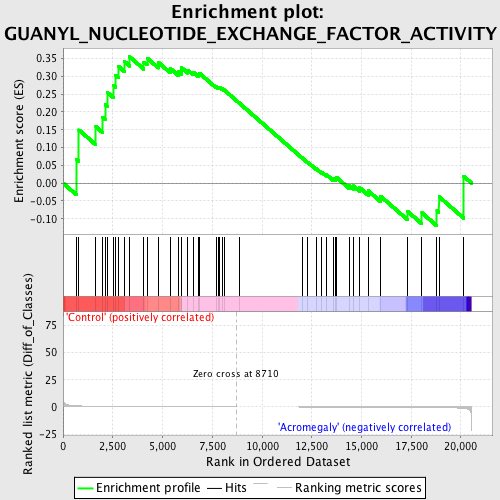 Enrichment plot:
GUANYL_NUCLEOTIDE_EXCHANGE_FACTOR_ACTIVITY
Enrichment score (ES)
0.35
0.30
0.25
0.20
0.15
0.10
0.05
0.00
-0.05
-0.10
Ranked list metric (Diff_of_Classes)
'Control' (positively correlated)
75
50
25
0
-25
Zero cross at 8710
'Acromegaly' (negatively correlated)
0 2,500 5,000 7,500 10,000 12,500 15,000 17,500 20,000
Rank in Ordered Dataset
Enrichment profile Hits Ranking metric scores